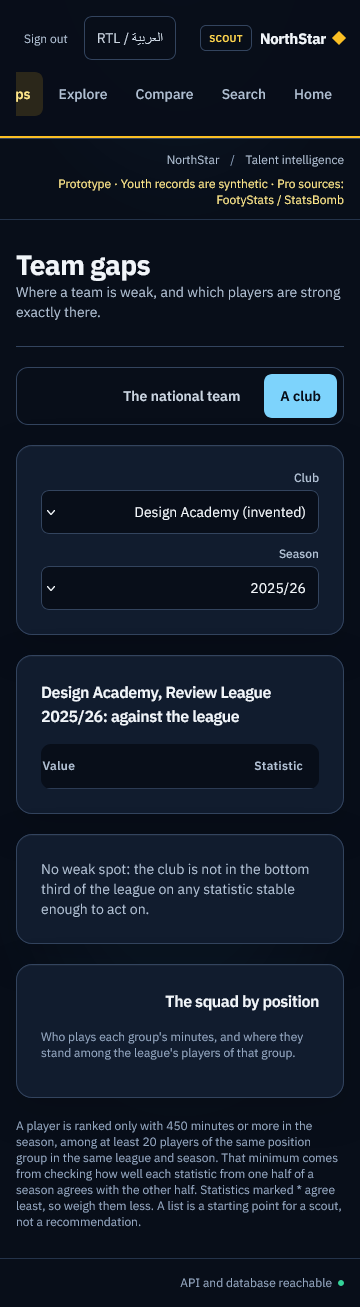 Sign out
RTL / العربية
SCOUT
NorthStar
ps
Explore
Compare
Search
Home
NorthStar / Talent intelligence
Prototype · Youth records are synthetic · Pro sources:
FootyStats / StatsBomb
Team gaps
Where a team is weak, and which players are strong
exactly there.
The national team
A club
Club
Design Academy (invented)
Season
2025/26
Design Academy, Review League
2025/26: against the league
Value
Statistic
No weak spot: the club is not in the bottom
third of the league on any statistic stable
enough to act on.
The squad by position
Who plays each group's minutes, and where they
stand among the league's players of that group.
A player is ranked only with 450 minutes or more in the
season, among at least 20 players of the same position
group in the same league and season. That minimum comes
from checking how well each statistic from one half of a
season agrees with the other half. Statistics marked * agree
least, so weigh them less. A list is a starting point for a scout,
not a recommendation.
API and database reachable